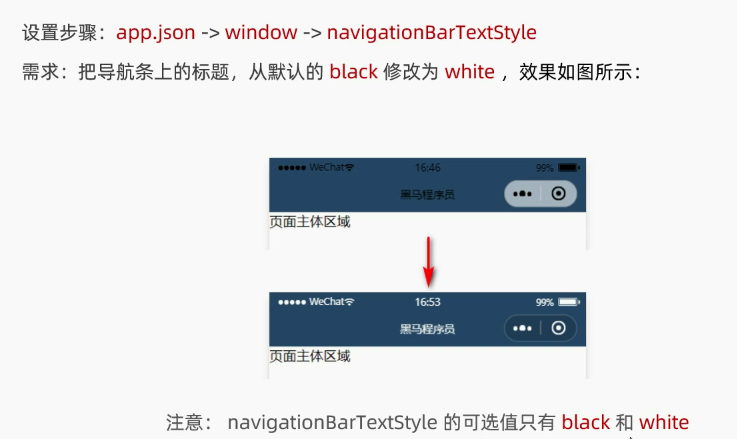 设置步骤：app.json -> window -> navigationBarTextStyle
需求：把导航条上的标题，从默认的 black 修改为 white ，效果如图所示：
WeChat 16:46 99%
黑马程序员
页面主体区域
WeChat 16:53 99%
黑马程序员
页面主体区域
注意： navigationBarTextStyle 的可选值只有 black 和 white